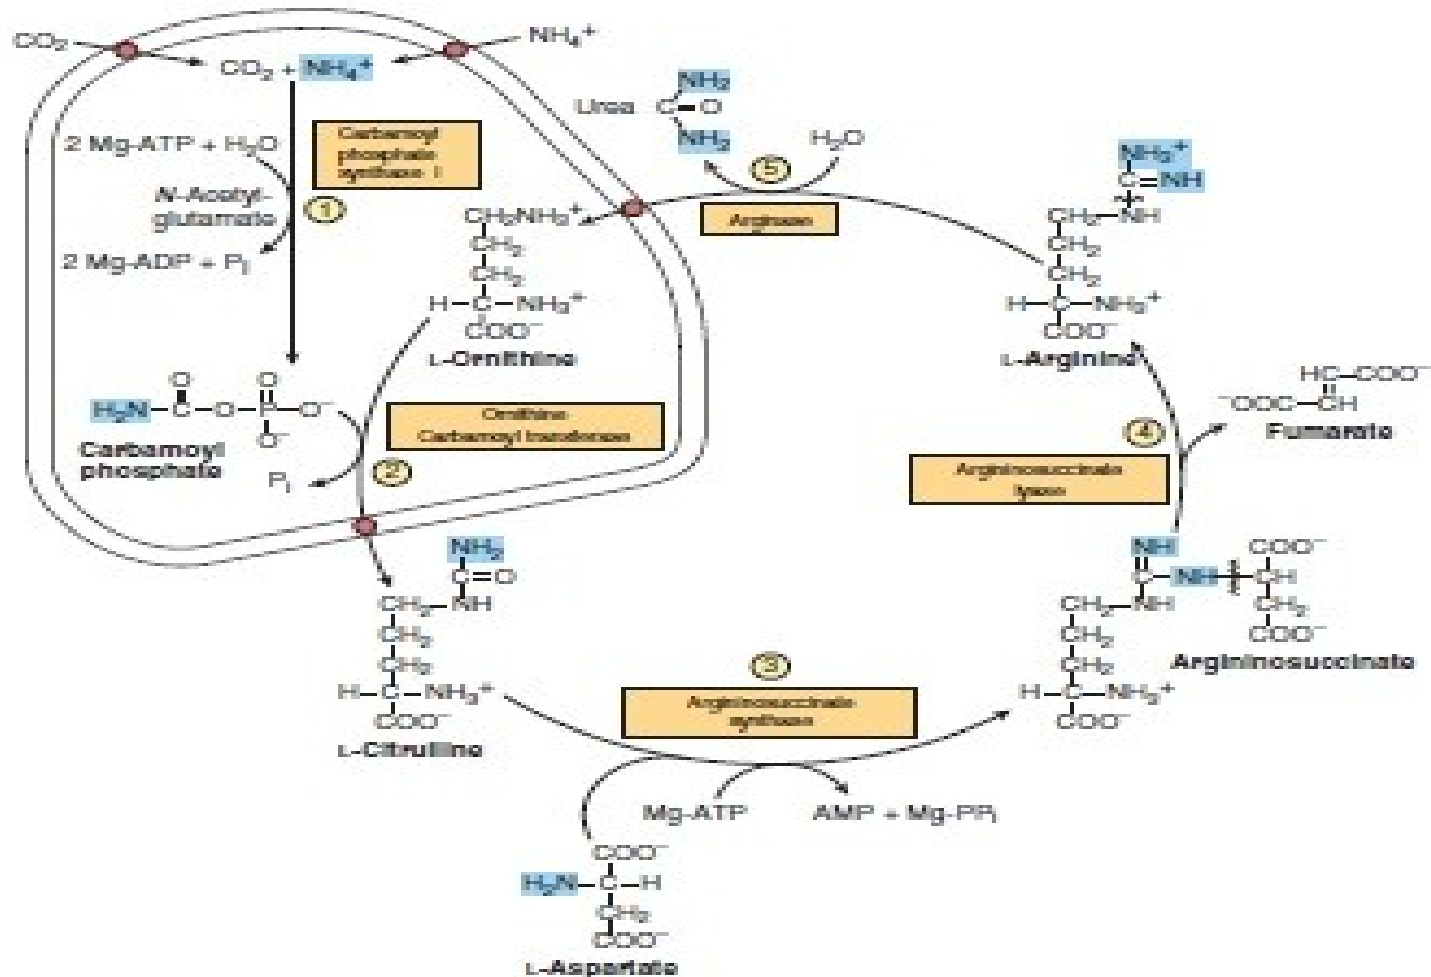 CO₂
NH₄⁺
CO₂ + NH₄⁺
2 Mg-ATP + H₂O
Carbamoyl
phosphate
synthase I
N-Acetyl-
glutamate
1
2 Mg-ADP + Pᵢ
CH₂NH₃⁺
CH₂
CH₂
H—C—NH₃⁺
COO⁻
L-Ornithine
O O
H₂N—C—O—P—O⁻
O⁻
Carbamoyl
phosphate
Ornithine
Carbamoyl transferase
2
Pᵢ
NH₂
C=O
CH₂—NH
CH₂
CH₂
H—C—NH₃⁺
COO⁻
L-Citrulline
3
Argininosuccinate
synthase
Mg-ATP
AMP + Mg-PPᵢ
COO⁻
H₂N—C—H
CH₂
COO⁻
L-Aspartate
NH COO⁻
C—NH—CH
CH₂—NH CH₂
CH₂ COO⁻
Argininosuccinate
CH₂
H—C—NH₃⁺
COO⁻
4
Argininosuccinate
lyase
HC—COO⁻
⁻OOC—CH
Fumarate
NH₂⁺
C=NH
CH₂—NH
CH₂
CH₂
H—C—NH₃⁺
COO⁻
L-Arginine
5
Arginase
H₂O
NH₂
Urea C=O
NH₂